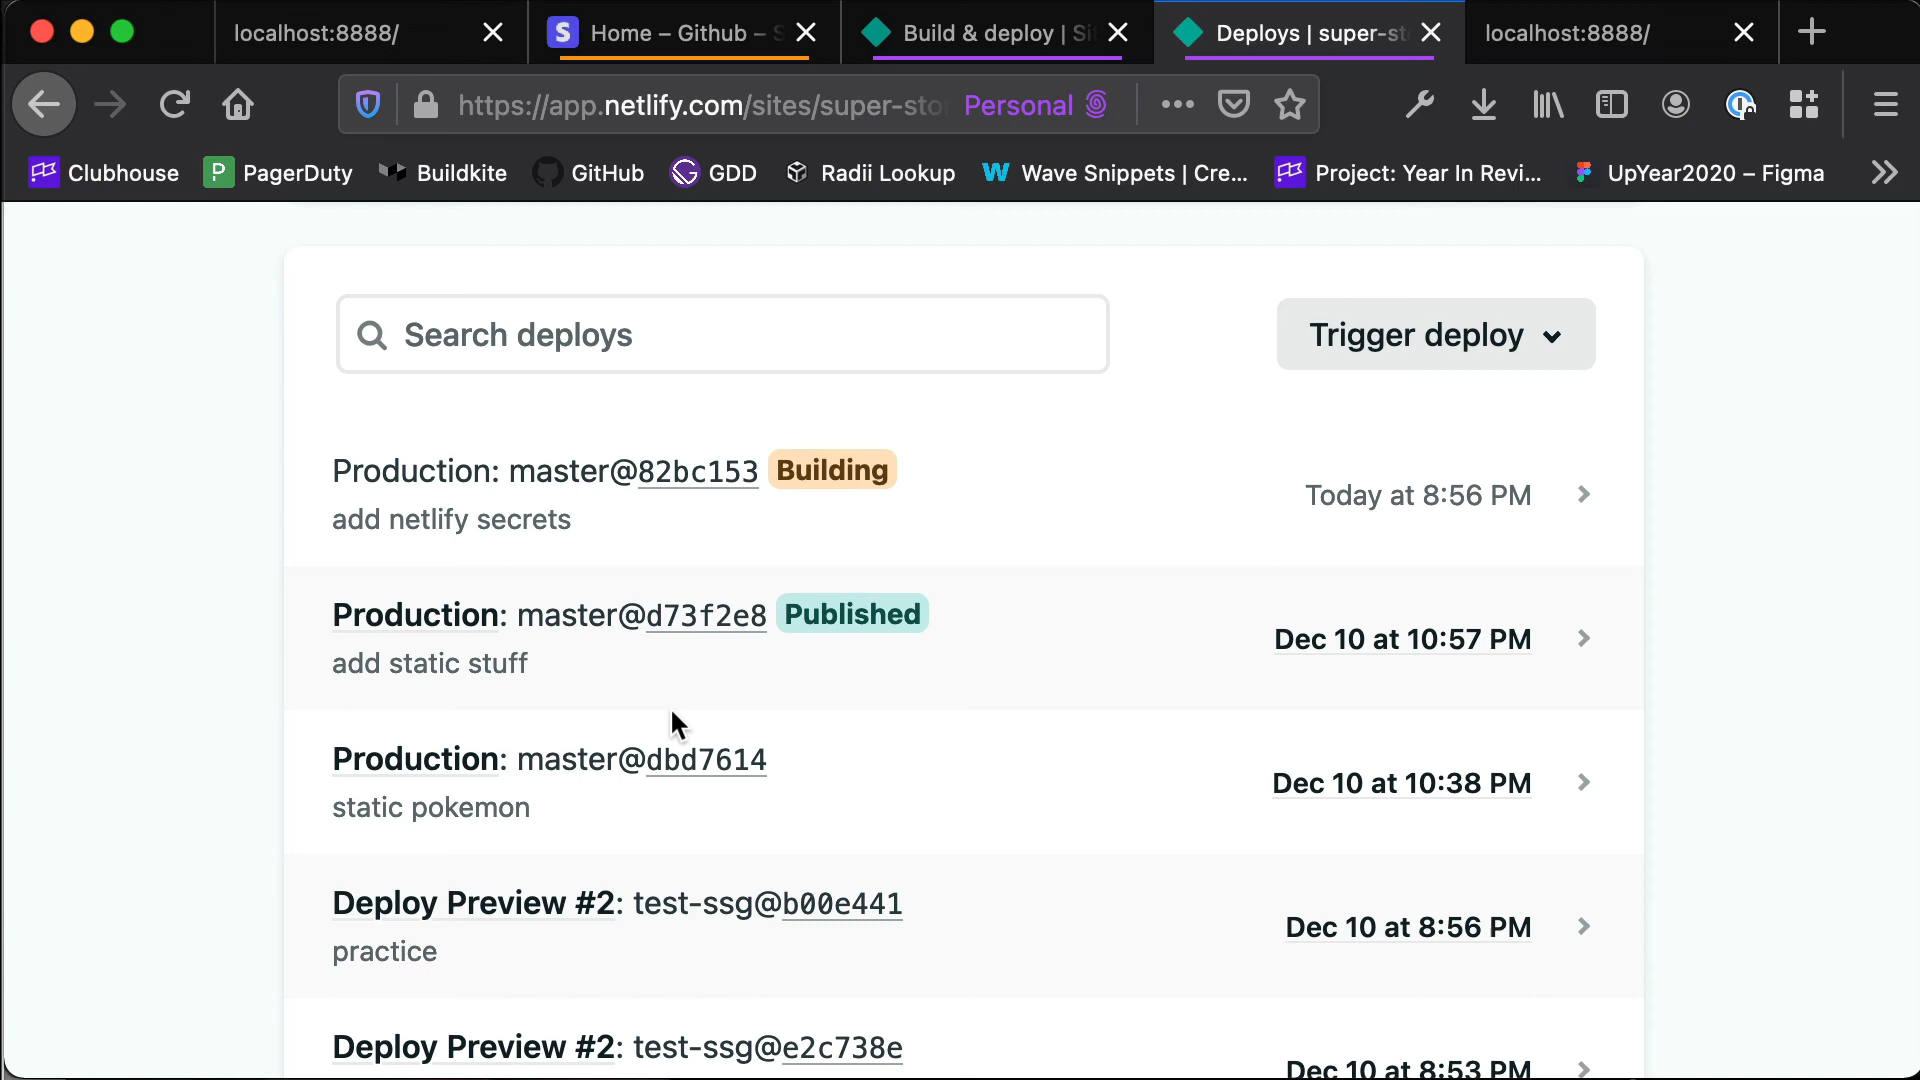 localhost:8888/
Home – Github –
Build & deploy |
Deploys | super-st
localhost:8888/
https://app.netlify.com/sites/super-sto
Personal
Clubhouse
P PagerDuty
Buildkite
GitHub
GDD
Radii Lookup
Wave Snippets | Cre...
Project: Year In Revi...
UpYear2020 – Figma
Search deploys
Trigger deploy
Production: master@82bc153 Building
add netlify secrets
Today at 8:56 PM
Production: master@d73f2e8 Published
add static stuff
Dec 10 at 10:57 PM
Production: master@dbd7614
static pokemon
Dec 10 at 10:38 PM
Deploy Preview #2: test-ssg@b00e441
practice
Dec 10 at 8:56 PM
Deploy Preview #2: test-ssg@e2c738e
Dec 10 at 8:53 PM